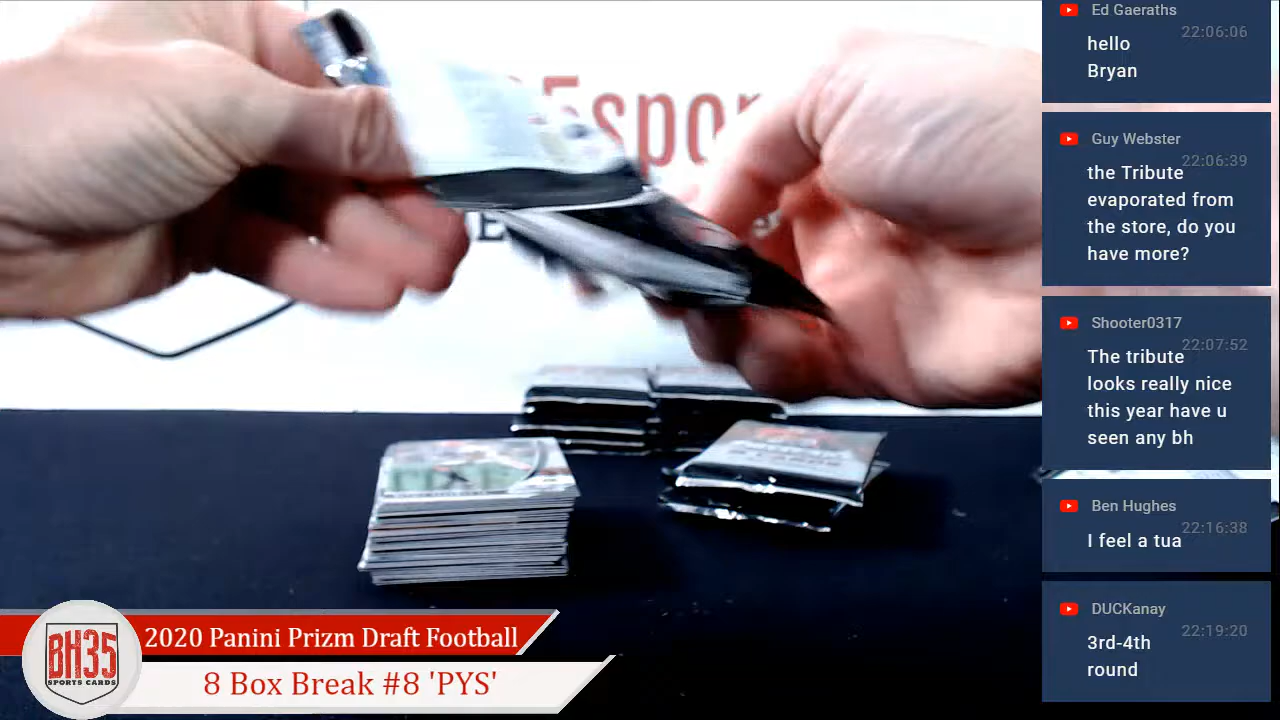 5spor
E
Ed Gaeraths
22:06:06
hello
Bryan
Guy Webster
22:06:39
the Tribute
evaporated from
the store, do you
have more?
Shooter0317
22:07:52
The tribute
looks really nice
this year have u
seen any bh
Ben Hughes
22:16:38
I feel a tua
DUCKanay
22:19:20
3rd-4th
round
BH35
SPORTS CARDS
2020 Panini Prizm Draft Football
8 Box Break #8 'PYS'